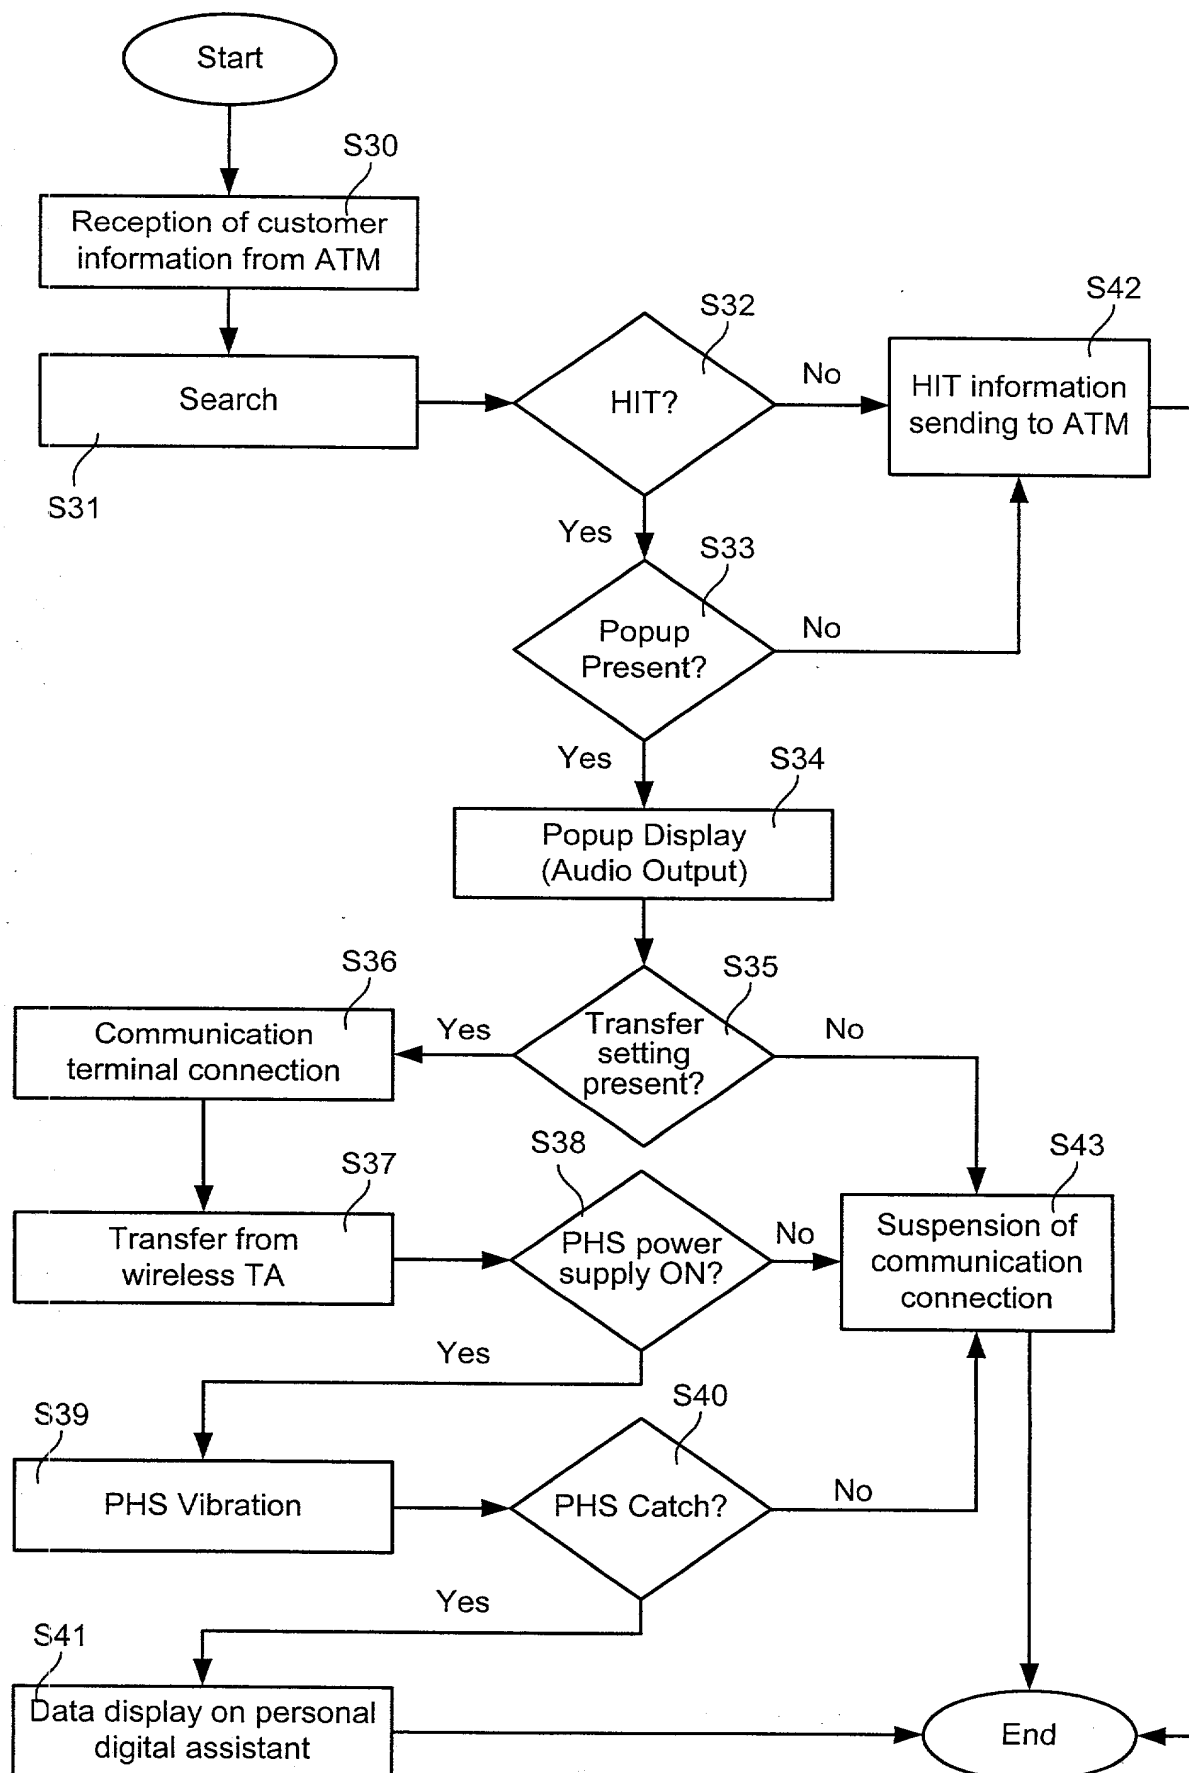 Start
S30
Reception of customer
information from ATM
S32
S42
HIT information
sending to ATM
Search
HIT?
No
S31
Yes
S33
Popup
Present?
No
Yes
S34
Popup Display
(Audio Output)
S36
S35
Communication
terminal connection
Yes
Transfer
setting
present?
No
S38
S43
S37
Transfer from
wireless TA
PHS power
supply ON?
No
Suspension of
communication
connection
Yes
S39
S40
PHS Vibration
PHS Catch?
No
Yes
S41
Data display on personal
digital assistant
End